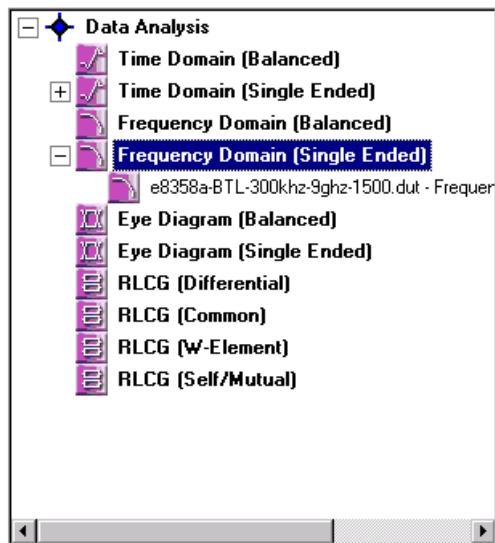 Data Analysis
Time Domain (Balanced)
Time Domain (Single Ended)
Frequency Domain (Balanced)
Frequency Domain (Single Ended)
e8358a-BTL-300khz-9ghz-1500.dut - Frequen
Eye Diagram (Balanced)
Eye Diagram (Single Ended)
RLCG (Differential)
RLCG (Common)
RLCG (W-Element)
RLCG (Self/Mutual)